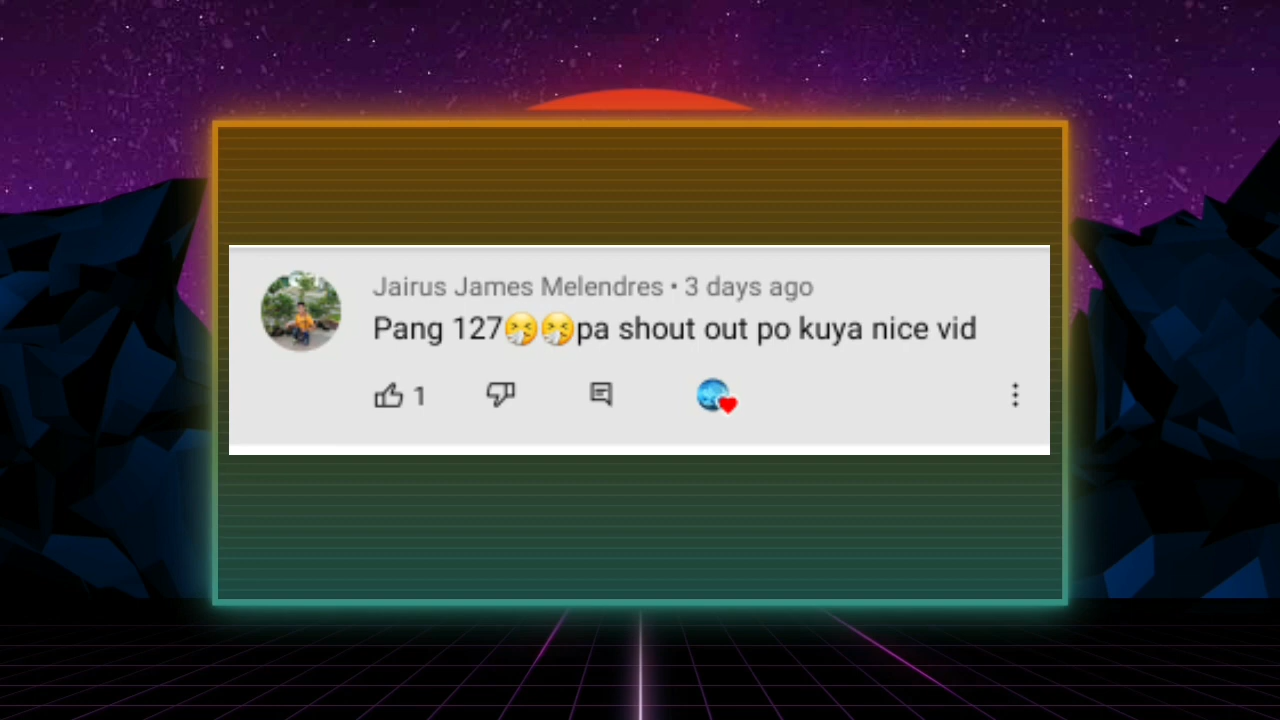 Jairus James Melendres • 3 days ago
Pang 127🤧🤧pa shout out po kuya nice vid
1